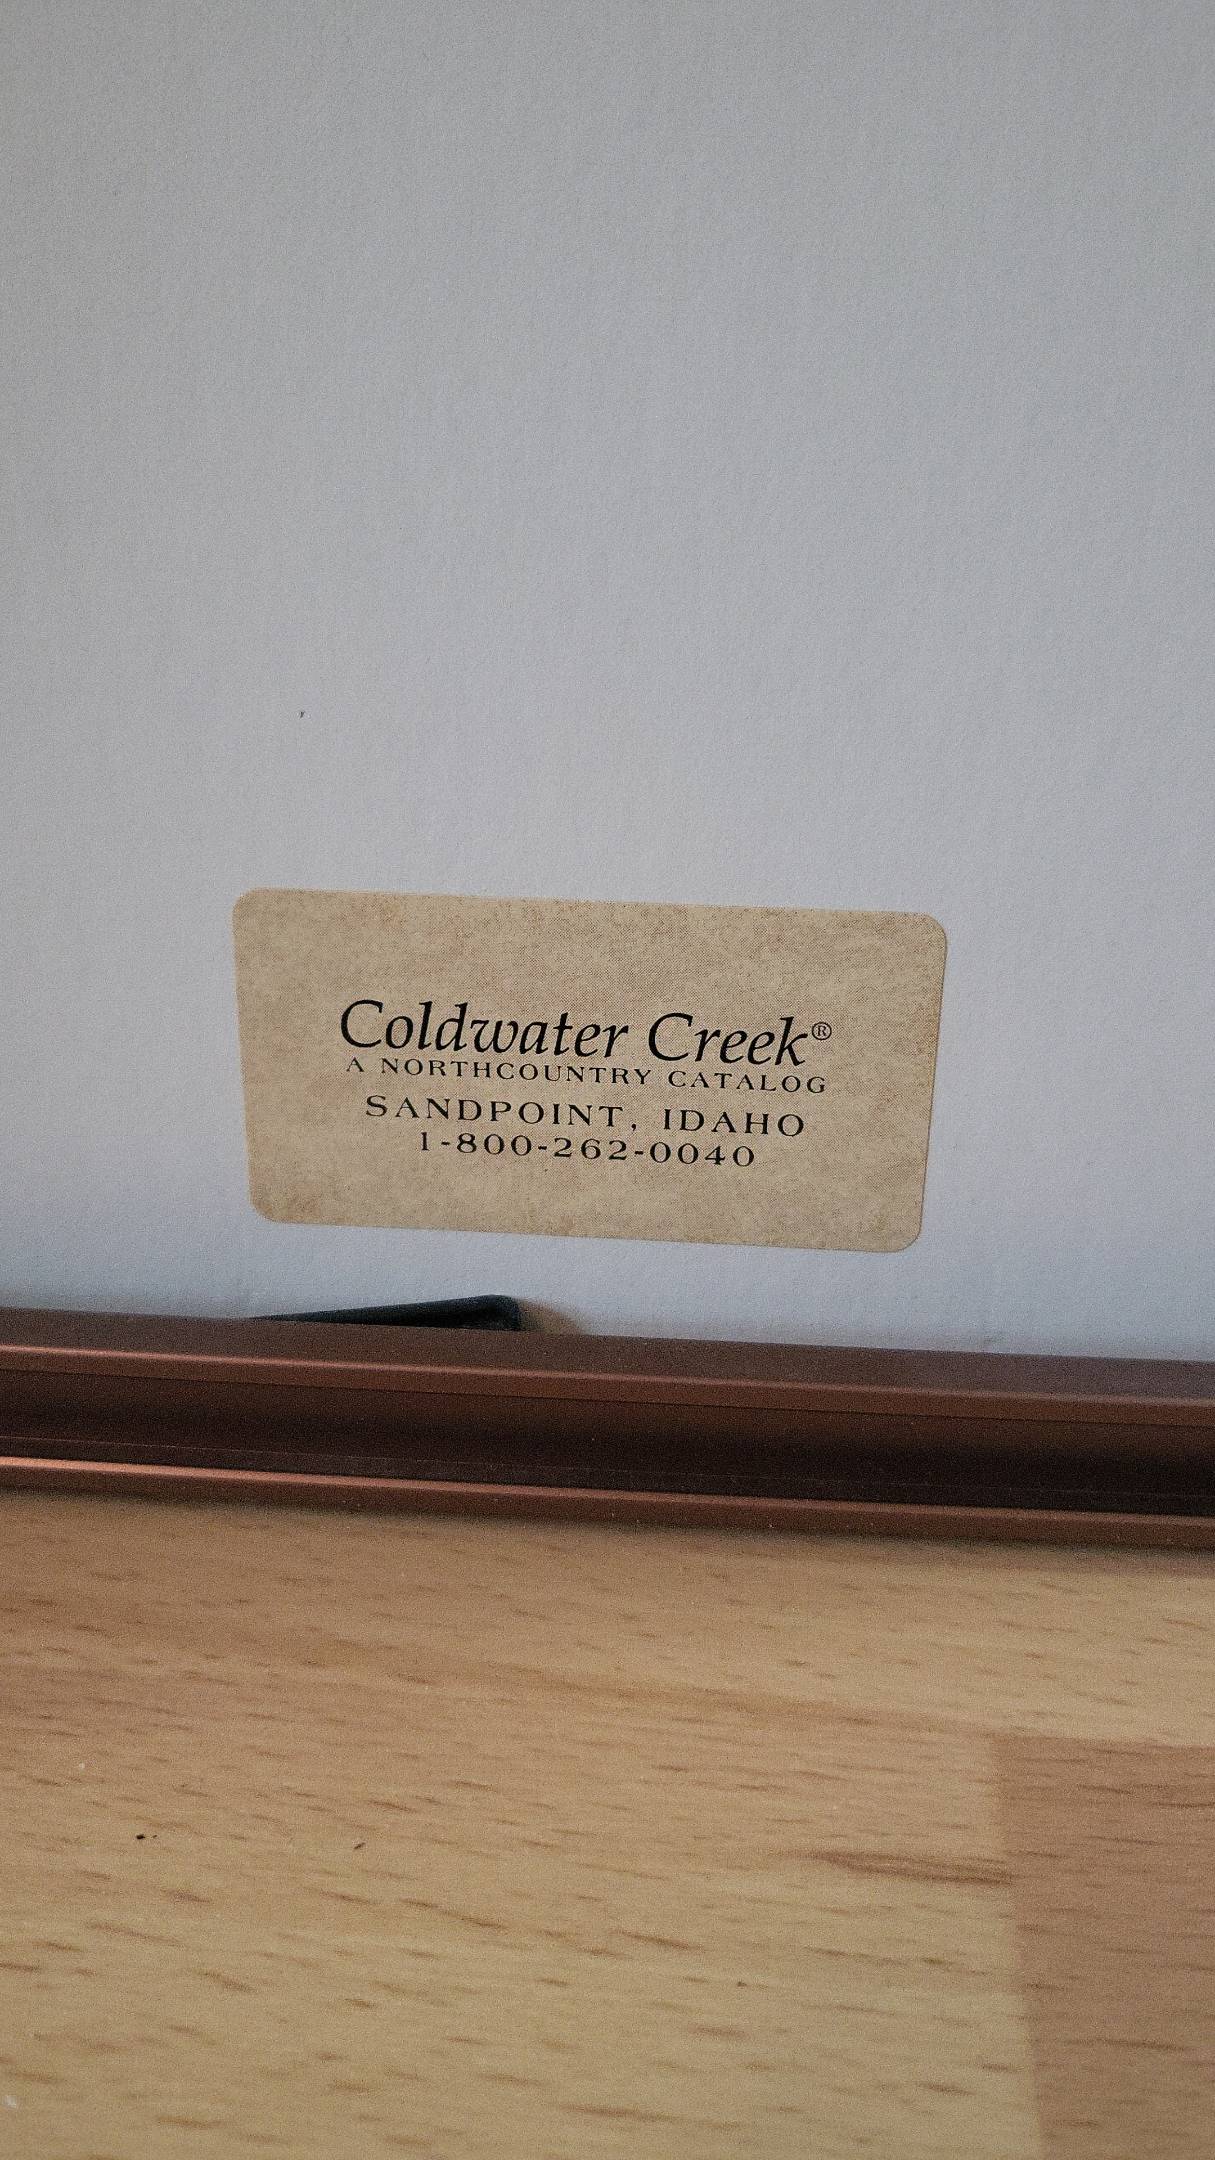 Coldwater Creek®
A NORTHCOUNTRY CATALOG
SANDPOINT, IDAHO
1-800-262-0040